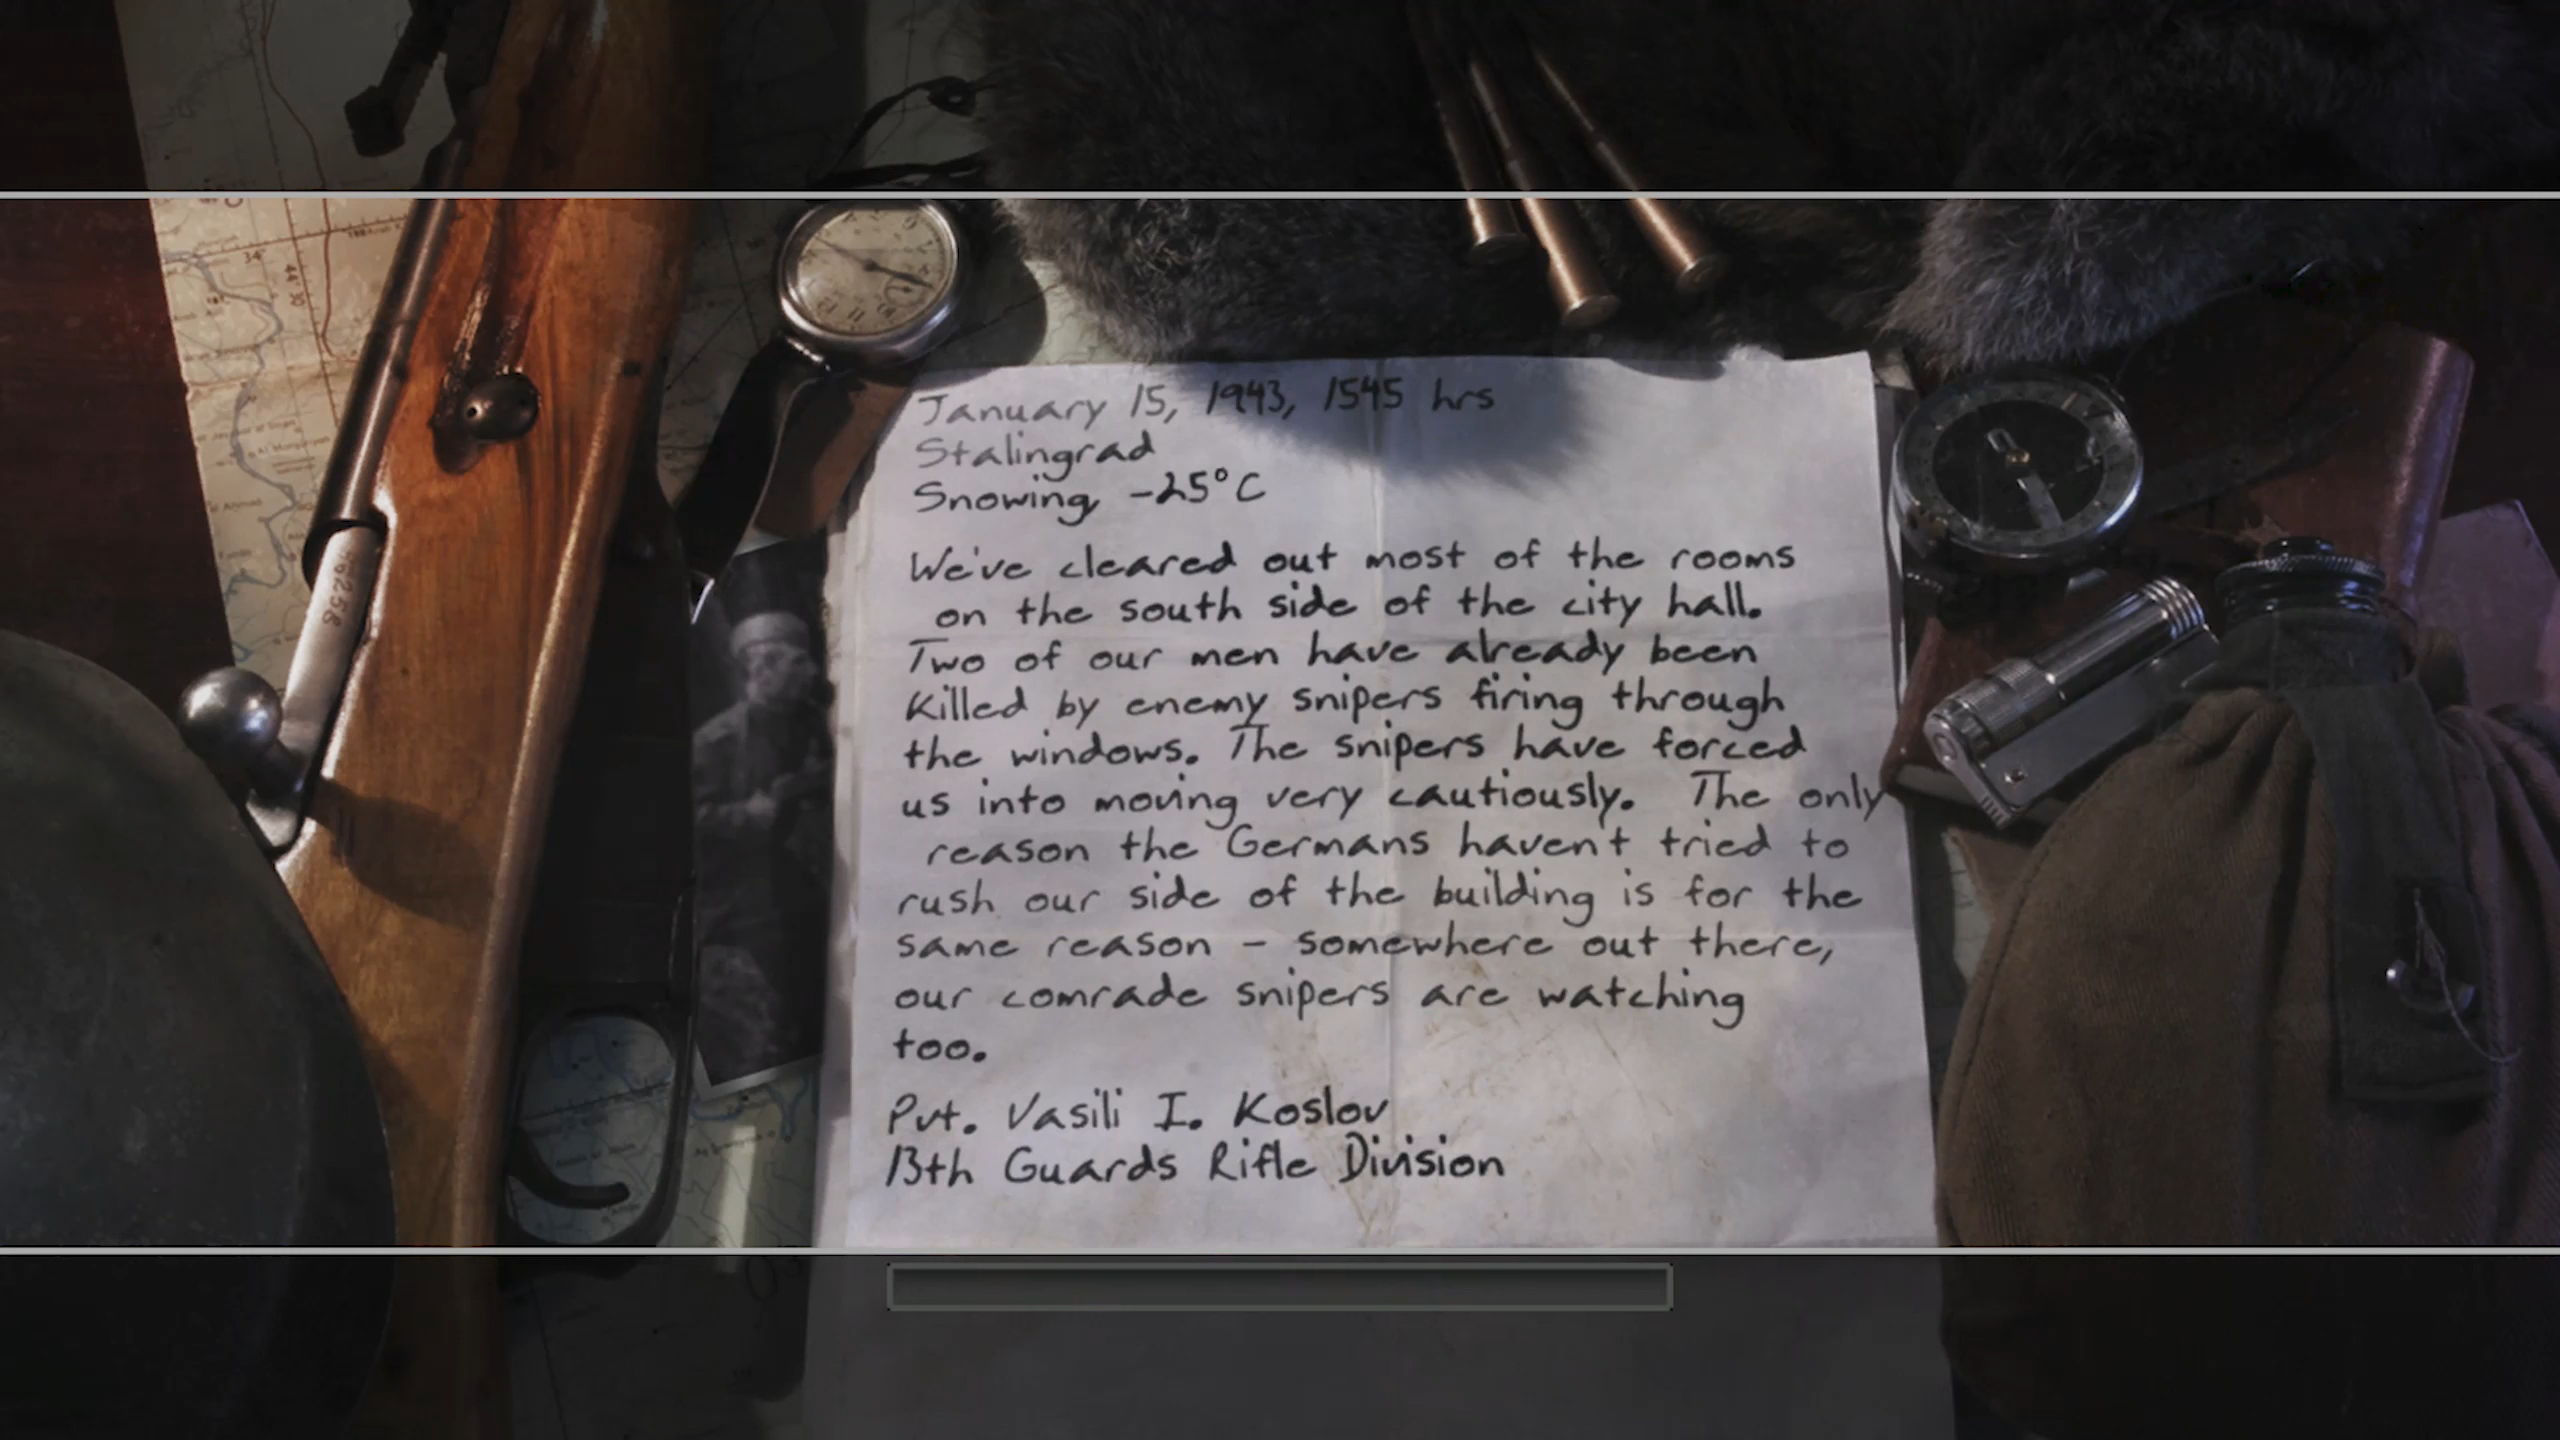 January 15, 1943, 1545 hrs
Stalingrad
Snowing, -25°C
We've cleared out most of the rooms
on the south side of the city hall.
Two of our men have already been
killed by enemy snipers firing through
the windows. The snipers have forced
us into moving very cautiously. The only
reason the Germans haven't tried to
rush our side of the building is for the
same reason - somewhere out there,
our comrade snipers are watching
too.
Pvt. Vasili I. Koslov
13th Guards Rifle Division